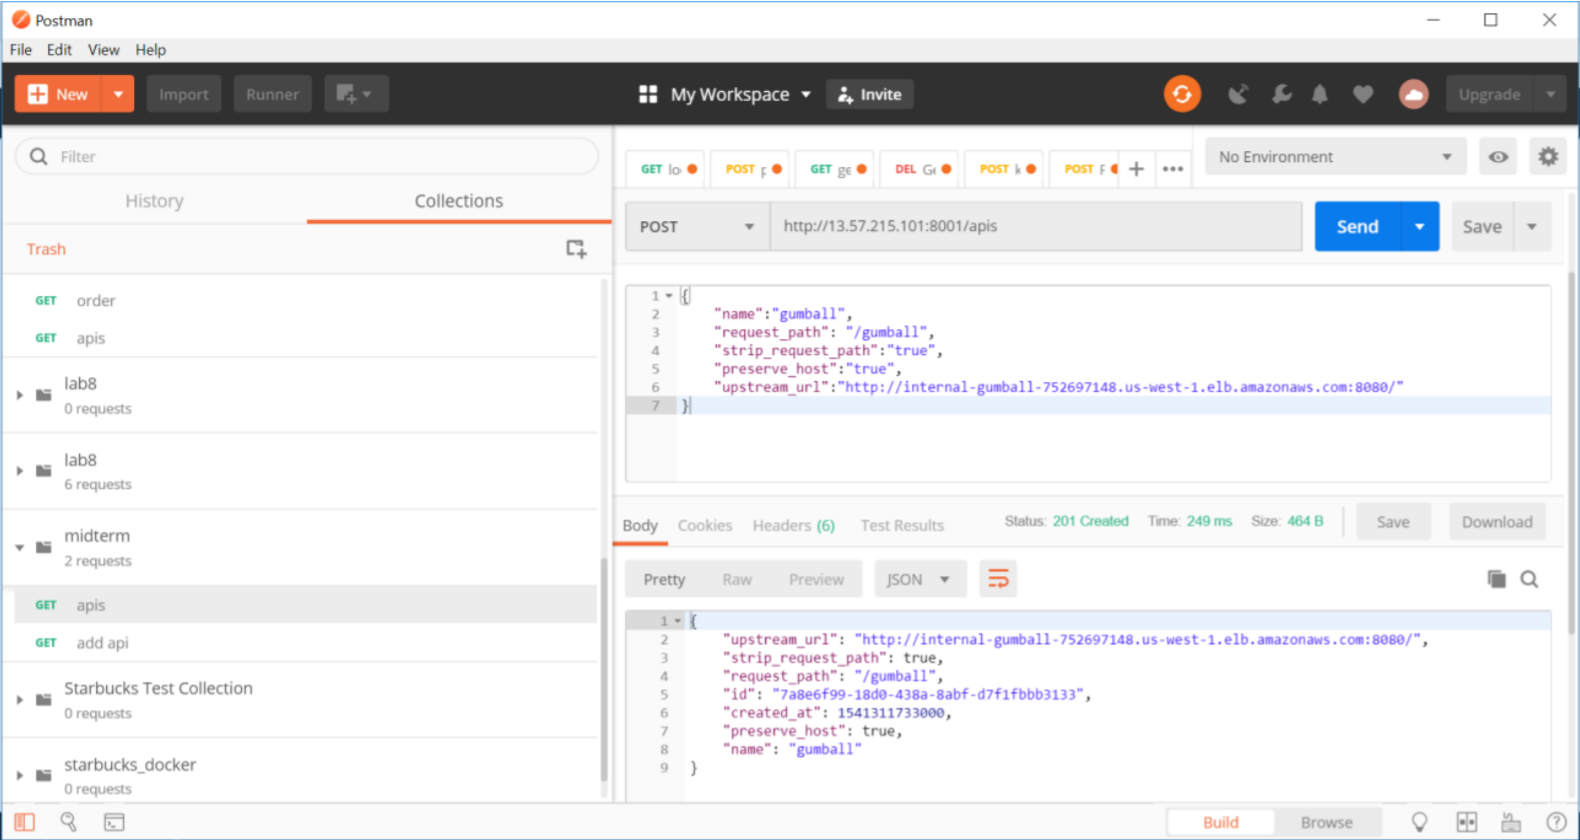 Postman
File Edit View Help
New Import Runner My Workspace Invite Upgrade
Filter
History Collections
Trash
GET order
GET apis
lab8
0 requests
lab8
6 requests
midterm
2 requests
GET apis
GET add api
Starbucks Test Collection
0 requests
starbucks_docker
0 requests
GET POST GET DEL POST POST + •••
No Environment
POST http://13.57.215.101:8001/apis Send Save
1 {
2 "name":"gumball",
3 "request_path": "/gumball",
4 "strip_request_path":"true",
5 "preserve_host":"true",
6 "upstream_url":"http://internal-gumball-752697148.us-west-1.elb.amazonaws.com:8080/"
7 }
Body Cookies Headers (6) Test Results Status: 201 Created Time: 249 ms Size: 464 B Save Download
Pretty Raw Preview JSON
1 {
2 "upstream_url": "http://internal-gumball-752697148.us-west-1.elb.amazonaws.com:8080/",
3 "strip_request_path": true,
4 "request_path": "/gumball",
5 "id": "7a8e6f99-18d0-438a-8abf-d7f1fbbb3133",
6 "created_at": 1541311733000,
7 "preserve_host": true,
8 "name": "gumball"
9 }
Build Browse